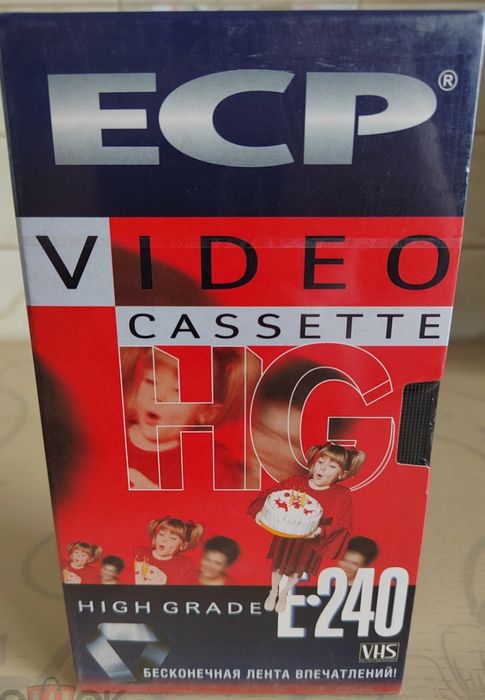 ECP®
VIDEO
CASSETTE
HG
HIGH GRADE E-240
VHS
БЕСКОНЕЧНАЯ ЛЕНТА ВПЕЧАТЛЕНИЙ!